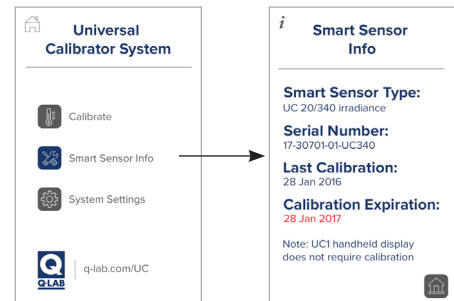 Universal
Calibrator System
Calibrate
Smart Sensor Info
System Settings
Q
Q-LAB
q-lab.com/UC
i
Smart Sensor
Info
Smart Sensor Type:
UC 20/340 irradiance
Serial Number:
17-30701-01-UC340
Last Calibration:
28 Jan 2016
Calibration Expiration:
28 Jan 2017
Note: UC1 handheld display
does not require calibration